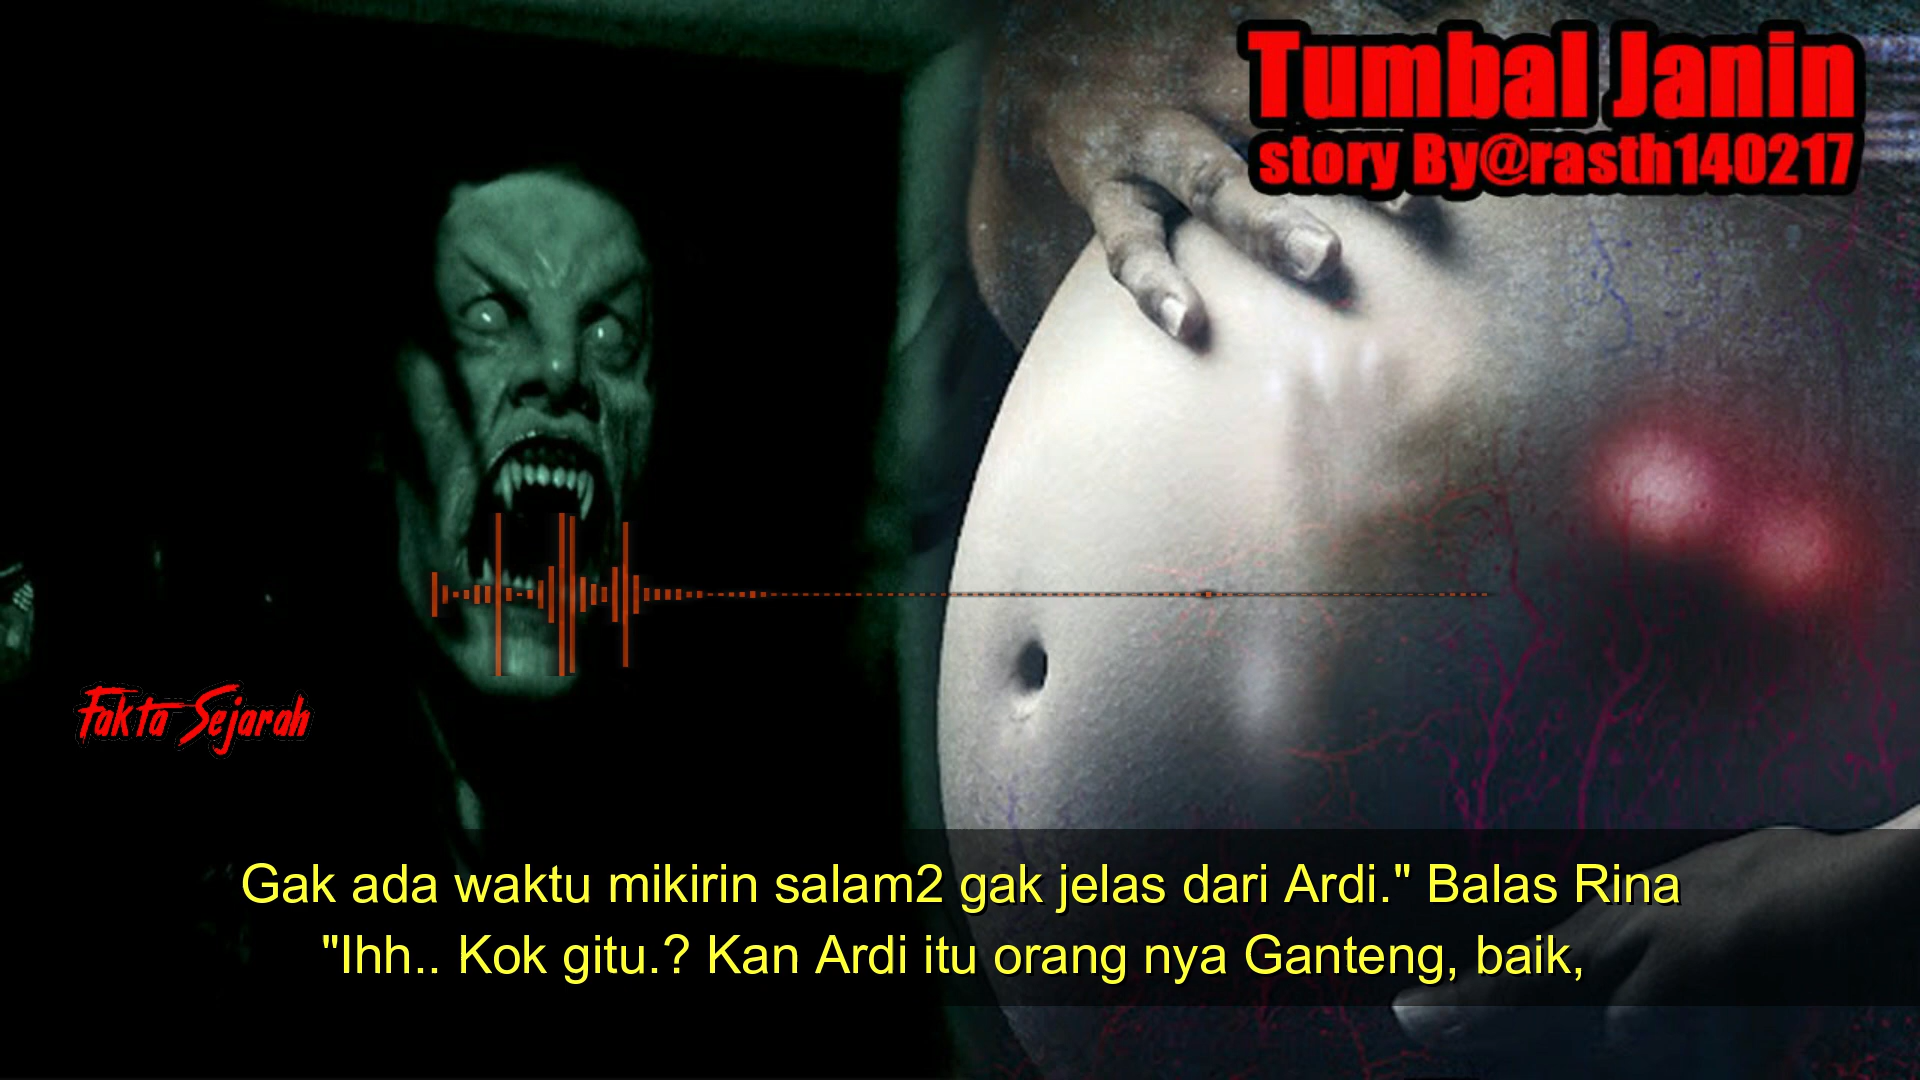 Tumbal Janin
story By@rasth140217
Fakta Sejarah
Gak ada waktu mikirin salam2 gak jelas dari Ardi." Balas Rina
"Ihh.. Kok gitu.? Kan Ardi itu orang nya Ganteng, baik,